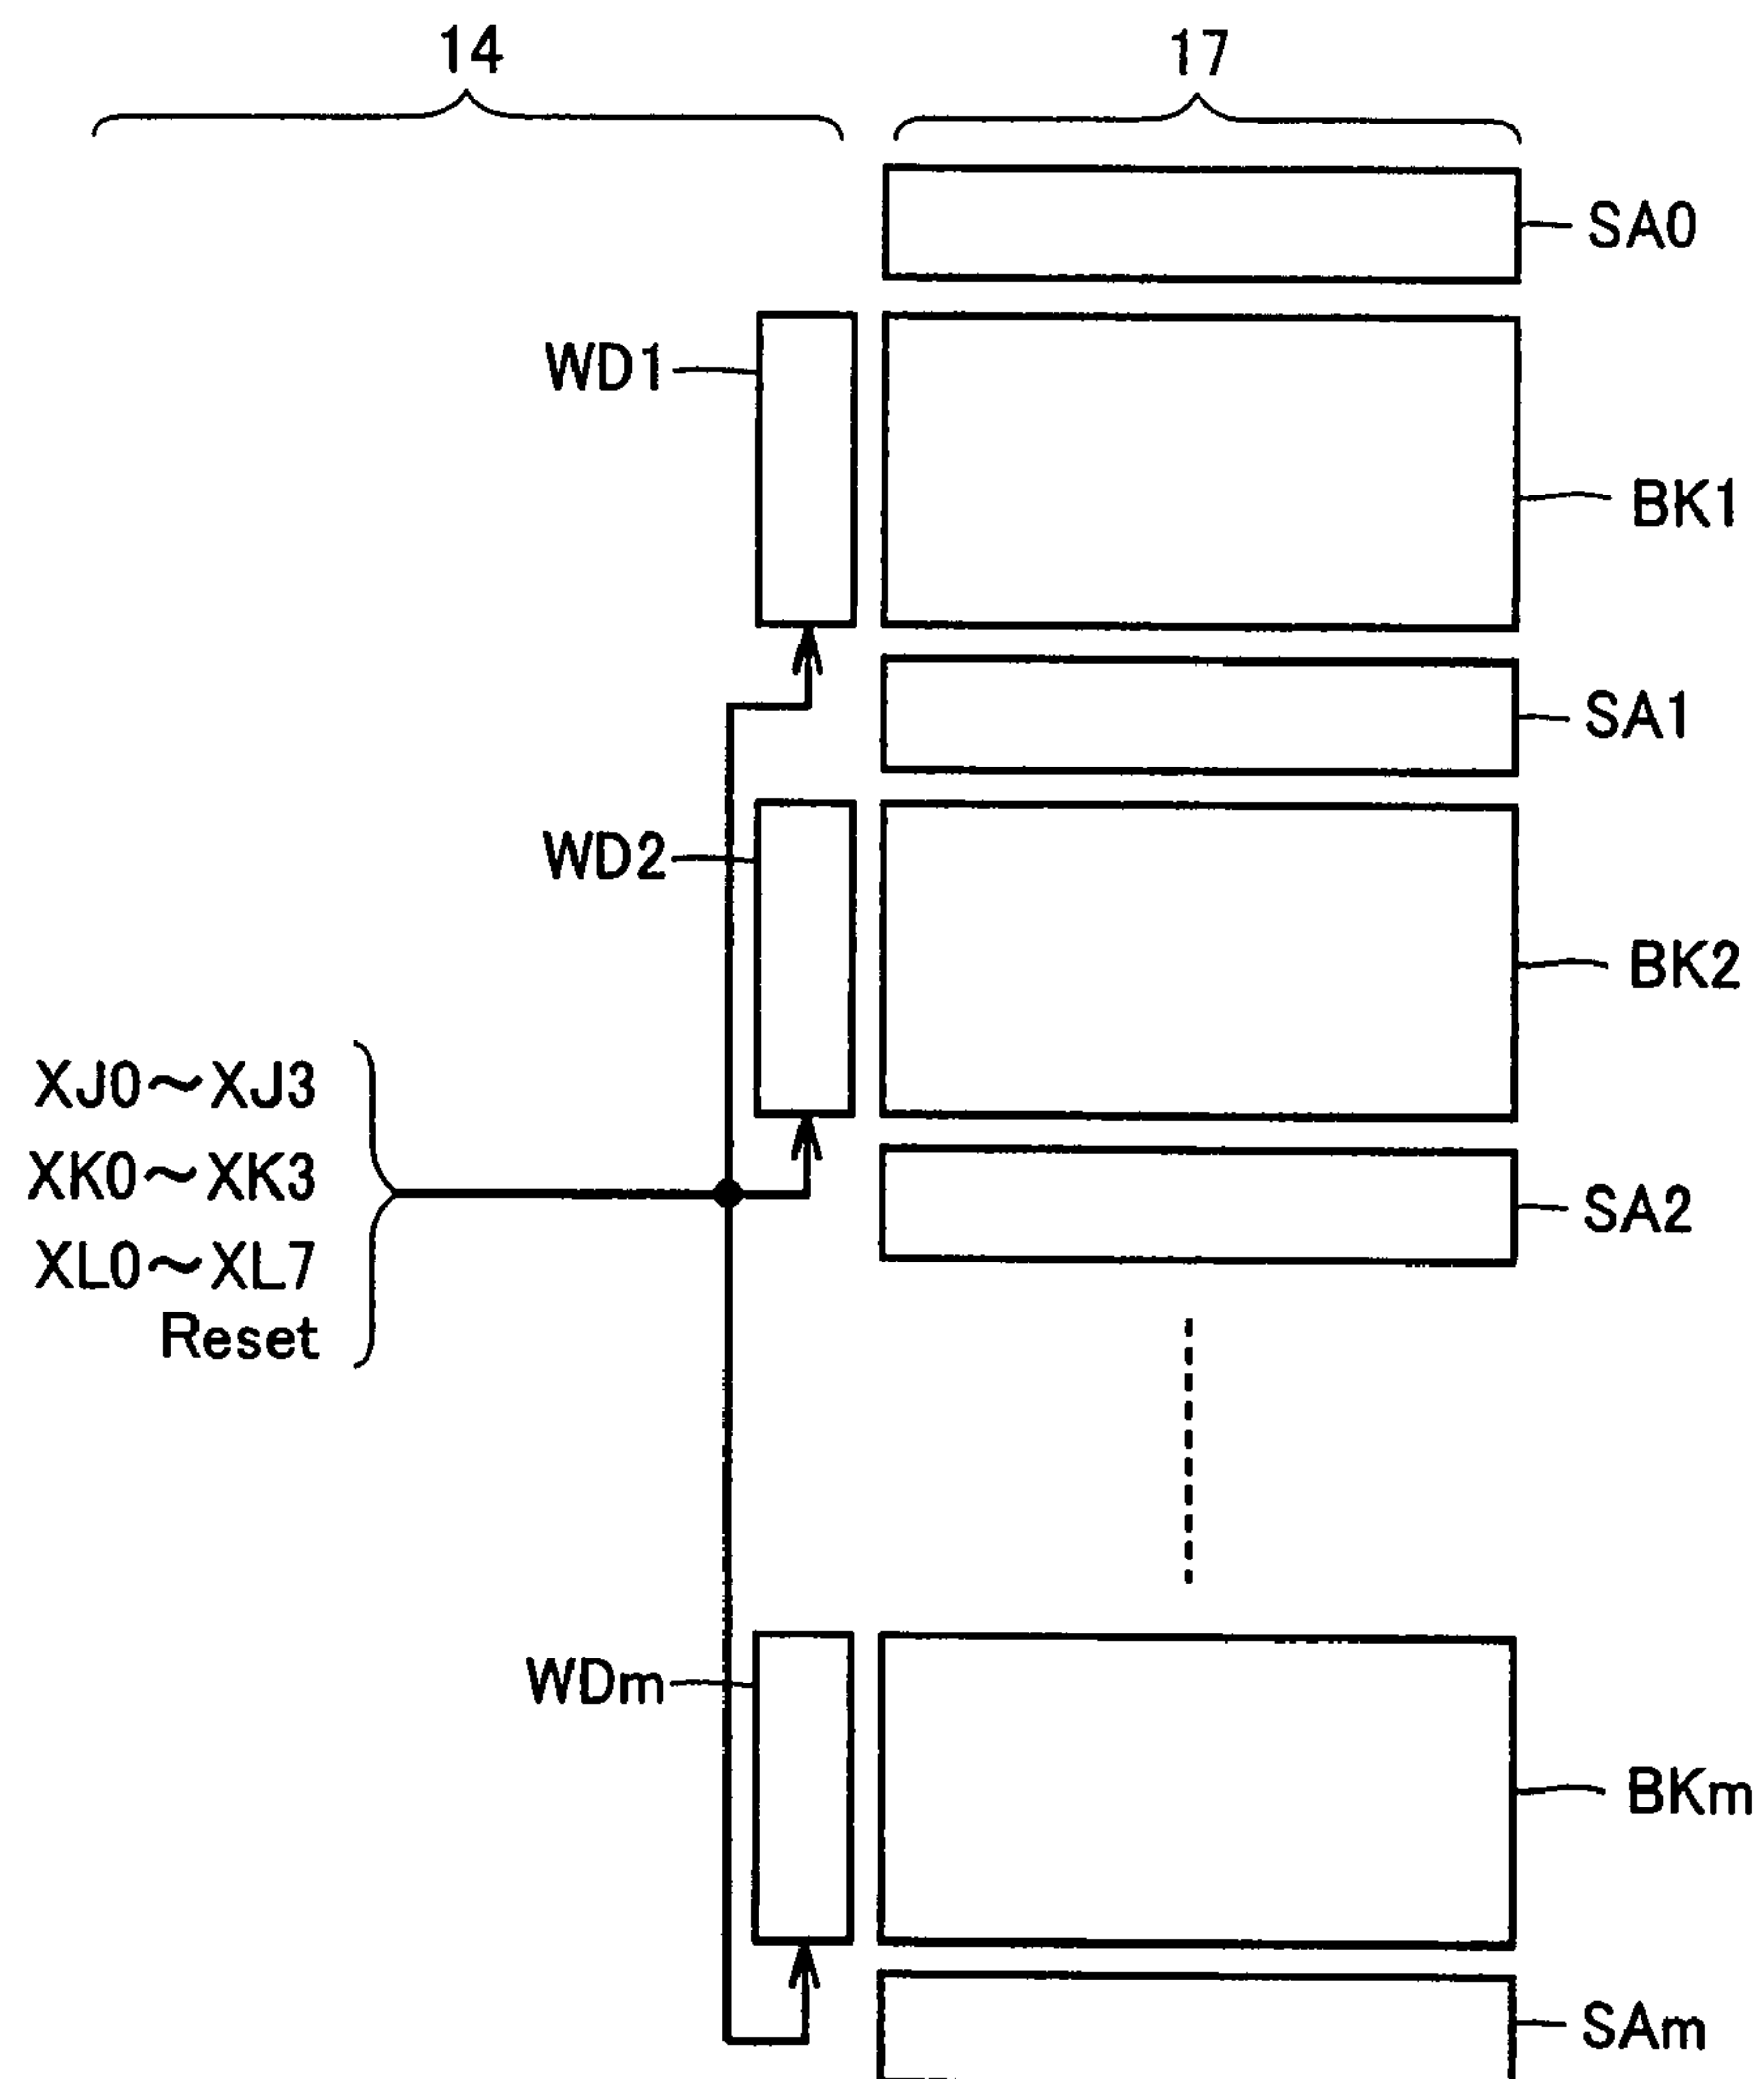 14
17
SA0
WD1
BK1
SA1
WD2
BK2
XJ0～XJ3
XK0～XK3
SA2
XL0～XL7
Reset
WDm
BKm
SAm